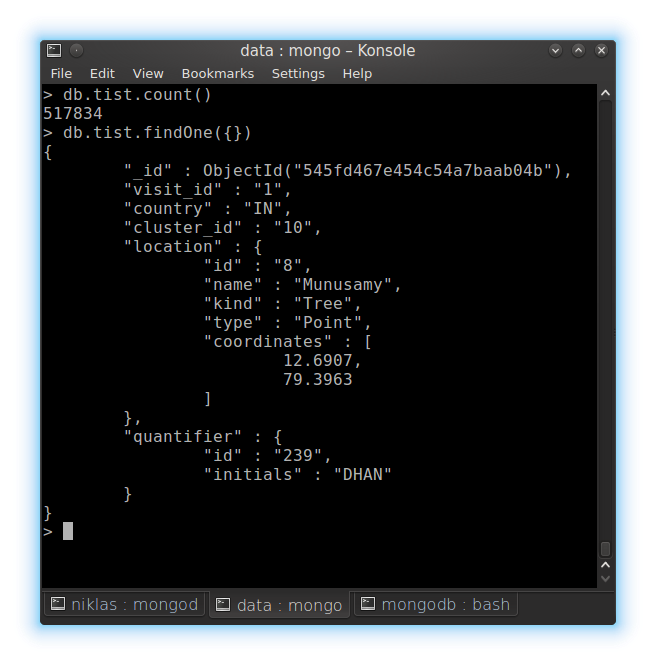 data : mongo – Konsole
File Edit View Bookmarks Settings Help
> db.tist.count()
517834
> db.tist.findOne({})
{
        "_id" : ObjectId("545fd467e454c54a7baab04b"),
        "visit_id" : "1",
        "country" : "IN",
        "cluster_id" : "10",
        "location" : {
                "id" : "8",
                "name" : "Munusamy",
                "kind" : "Tree",
                "type" : "Point",
                "coordinates" : [
                        12.6907,
                        79.3963
                ]
        },
        "quantifier" : {
                "id" : "239",
                "initials" : "DHAN"
        }
}
>
niklas : mongod data : mongo mongodb : bash